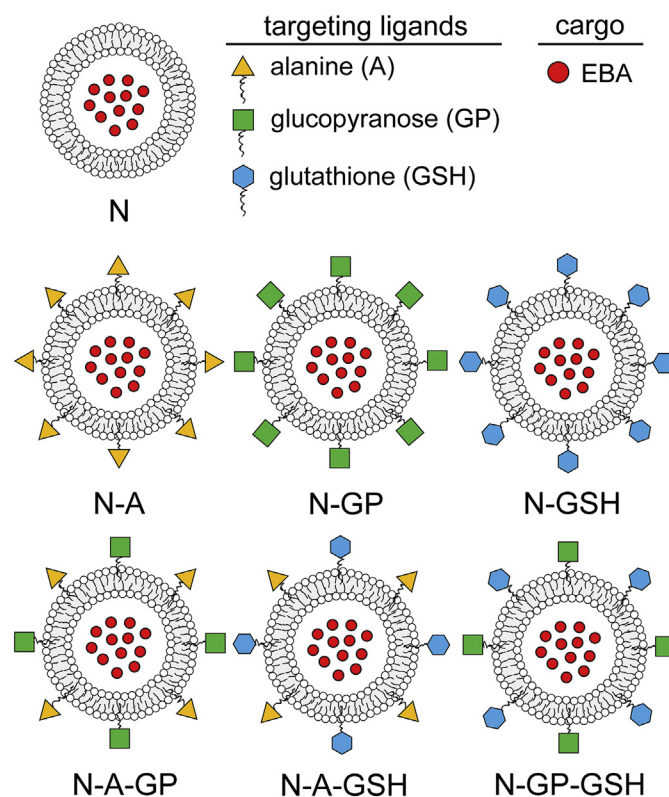 targeting ligands
cargo
alanine (A)
EBA
glucopyranose (GP)
glutathione (GSH)
N
N-A
N-GP
N-GSH
N-A-GP
N-A-GSH
N-GP-GSH